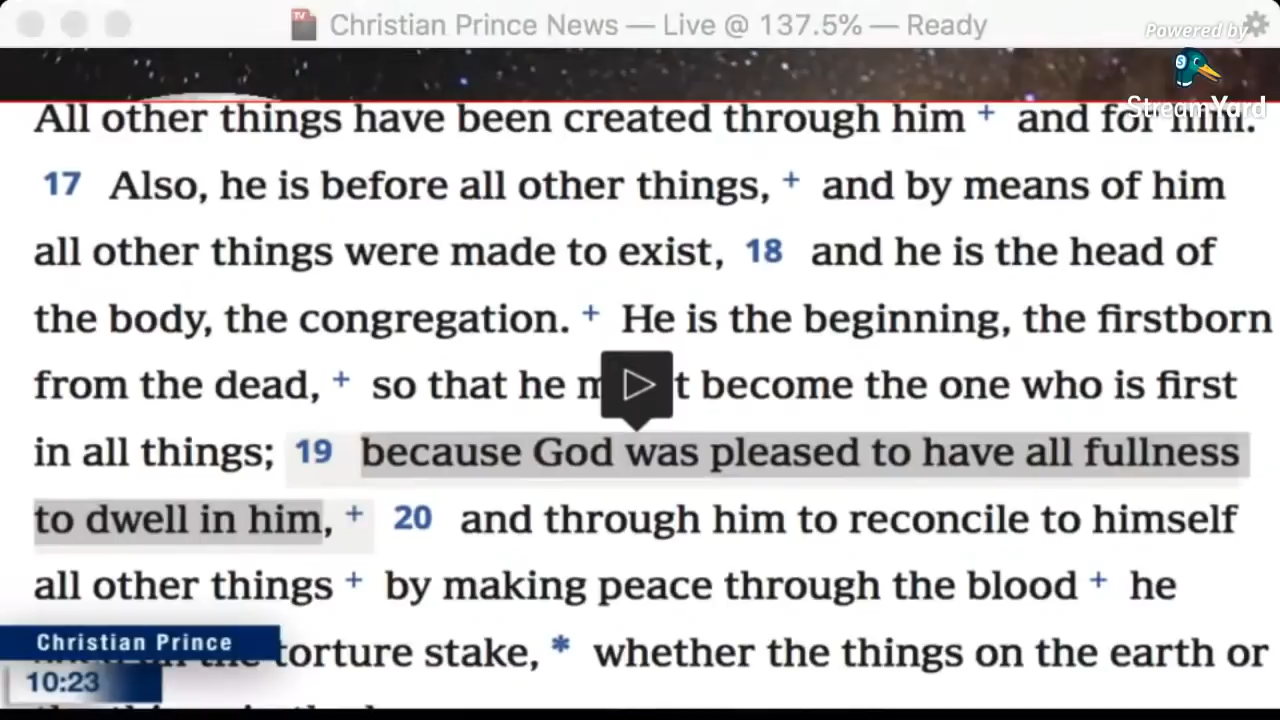 Christian Prince News — Live @ 137.5% — Ready
Powered by
StreamYard
All other things have been created through him + and for him.
17 Also, he is before all other things, + and by means of him
all other things were made to exist, 18 and he is the head of
the body, the congregation. + He is the beginning, the firstborn
from the dead, + so that he t become the one who is first
in all things; 19 because God was pleased to have all fullness
to dwell in him, + 20 and through him to reconcile to himself
all other things + by making peace through the blood + he
the torture stake, * whether the things on the earth or
Christian Prince
10:23